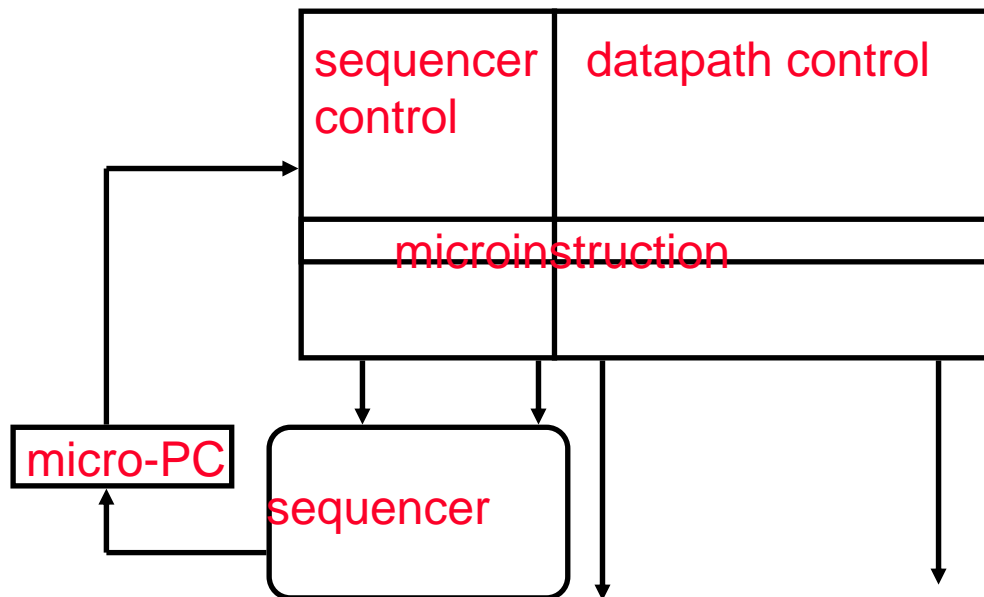 sequencer
control
datapath control
microinstruction
micro-PC
sequencer